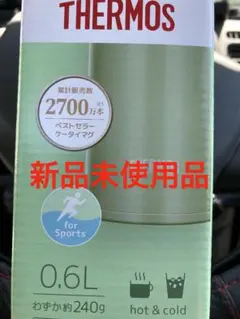 THERMOS
累計販売数
2700万本
ベストセラー
ケータイマグ
THERMOS
新品未使用品
for
Sports
0.6L
わずか約240g
hot & cold